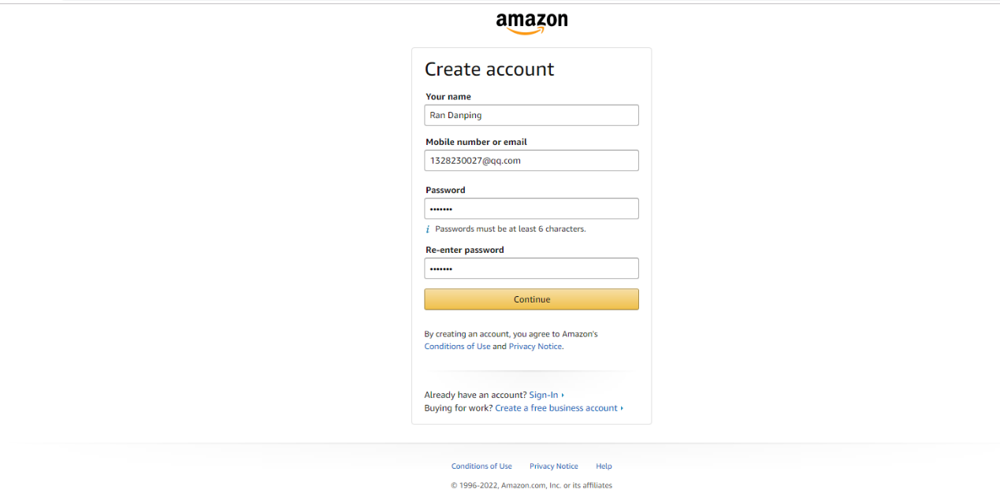 amazon
Create account
Your name
Ran Danping
Mobile number or email
1328230027@qq.com
Password
•••••••
i Passwords must be at least 6 characters.
Re-enter password
•••••••
Continue
By creating an account, you agree to Amazon's
Conditions of Use and Privacy Notice.
Already have an account? Sign-In
Buying for work? Create a free business account
Conditions of Use Privacy Notice Help
© 1996-2022, Amazon.com, Inc. or its affiliates